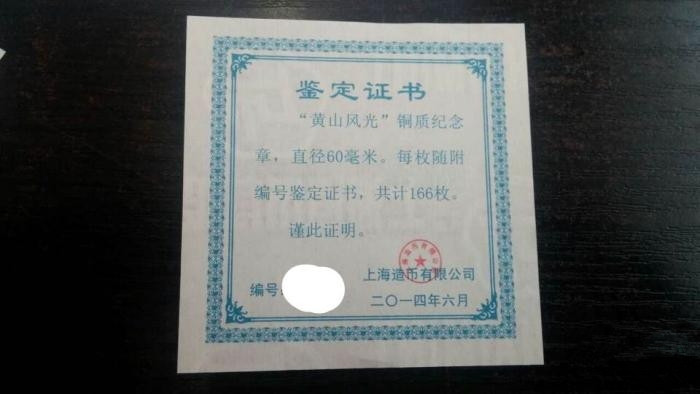 鉴定证书
“黄山风光”铜质纪念
章，直径60毫米。每枚随附
编号鉴定证书，共计166枚。
谨此证明。
上海造币有限公司
编号:
二〇一四年六月